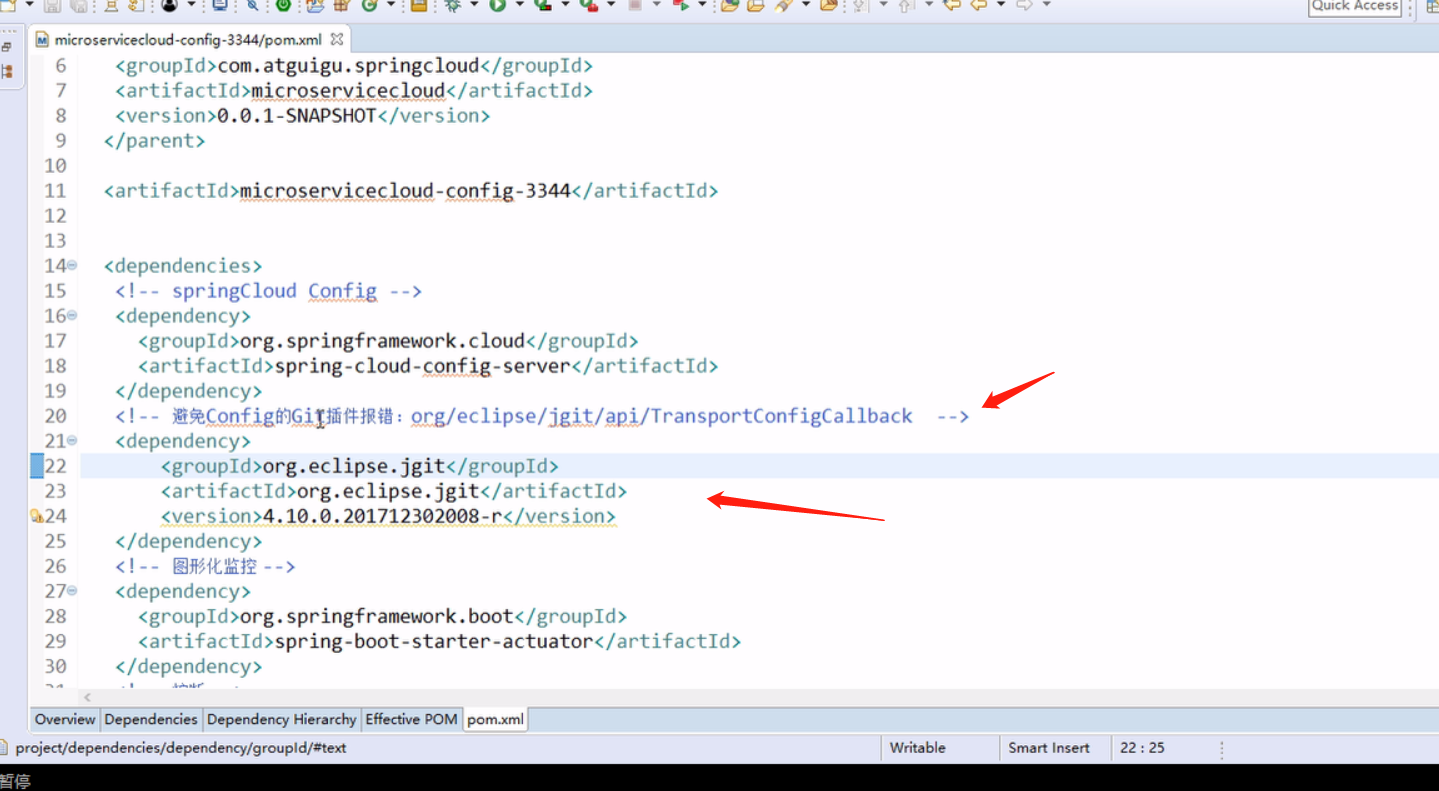 Quick Access
microservicecloud-config-3344/pom.xml
6 <groupId>com.atguigu.springcloud</groupId>
7 <artifactId>microservicecloud</artifactId>
8 <version>0.0.1-SNAPSHOT</version>
9 </parent>
10
11 <artifactId>microservicecloud-config-3344</artifactId>
12
13
14 <dependencies>
15 <!-- springCloud Config -->
16 <dependency>
17 <groupId>org.springframework.cloud</groupId>
18 <artifactId>spring-cloud-config-server</artifactId>
19 </dependency>
20 <!-- 避免Config的Git插件报错：org/eclipse/jgit/api/TransportConfigCallback -->
21 <dependency>
22 <groupId>org.eclipse.jgit</groupId>
23 <artifactId>org.eclipse.jgit</artifactId>
24 <version>4.10.0.201712302008-r</version>
25 </dependency>
26 <!-- 图形化监控 -->
27 <dependency>
28 <groupId>org.springframework.boot</groupId>
29 <artifactId>spring-boot-starter-actuator</artifactId>
30 </dependency>
Overview Dependencies Dependency Hierarchy Effective POM pom.xml
project/dependencies/dependency/groupId/#text Writable Smart Insert 22 : 25
暂停